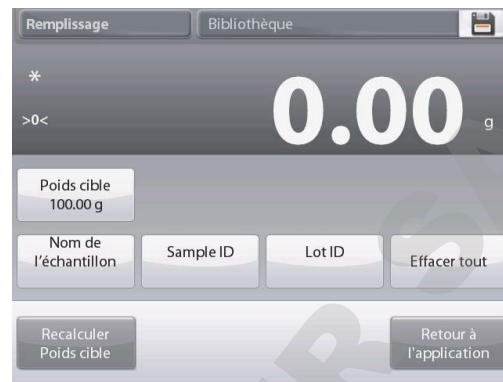 Remplissage
Bibliothèque
*
>0<
0.00 g
Poids cible
100.00 g
Nom de
l'échantillon
Sample ID
Lot ID
Effacer tout
Recalculer
Poids cible
Retour à
l'application